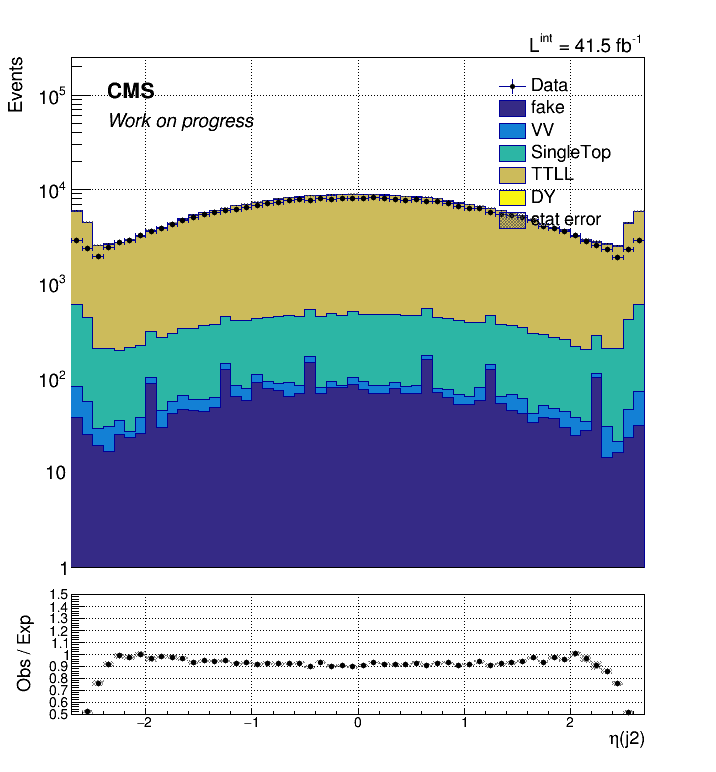 L^int = 41.5 fb^-1
Events
CMS
Work on progress
Data
fake
VV
SingleTop
TTLL
DY
stat error
10^5
10^4
10^3
10^2
10
1
Obs / Exp
1.5
1.4
1.3
1.2
1.1
1
0.9
0.8
0.7
0.6
0.5
−2 −1 0 1 2
η(j2)